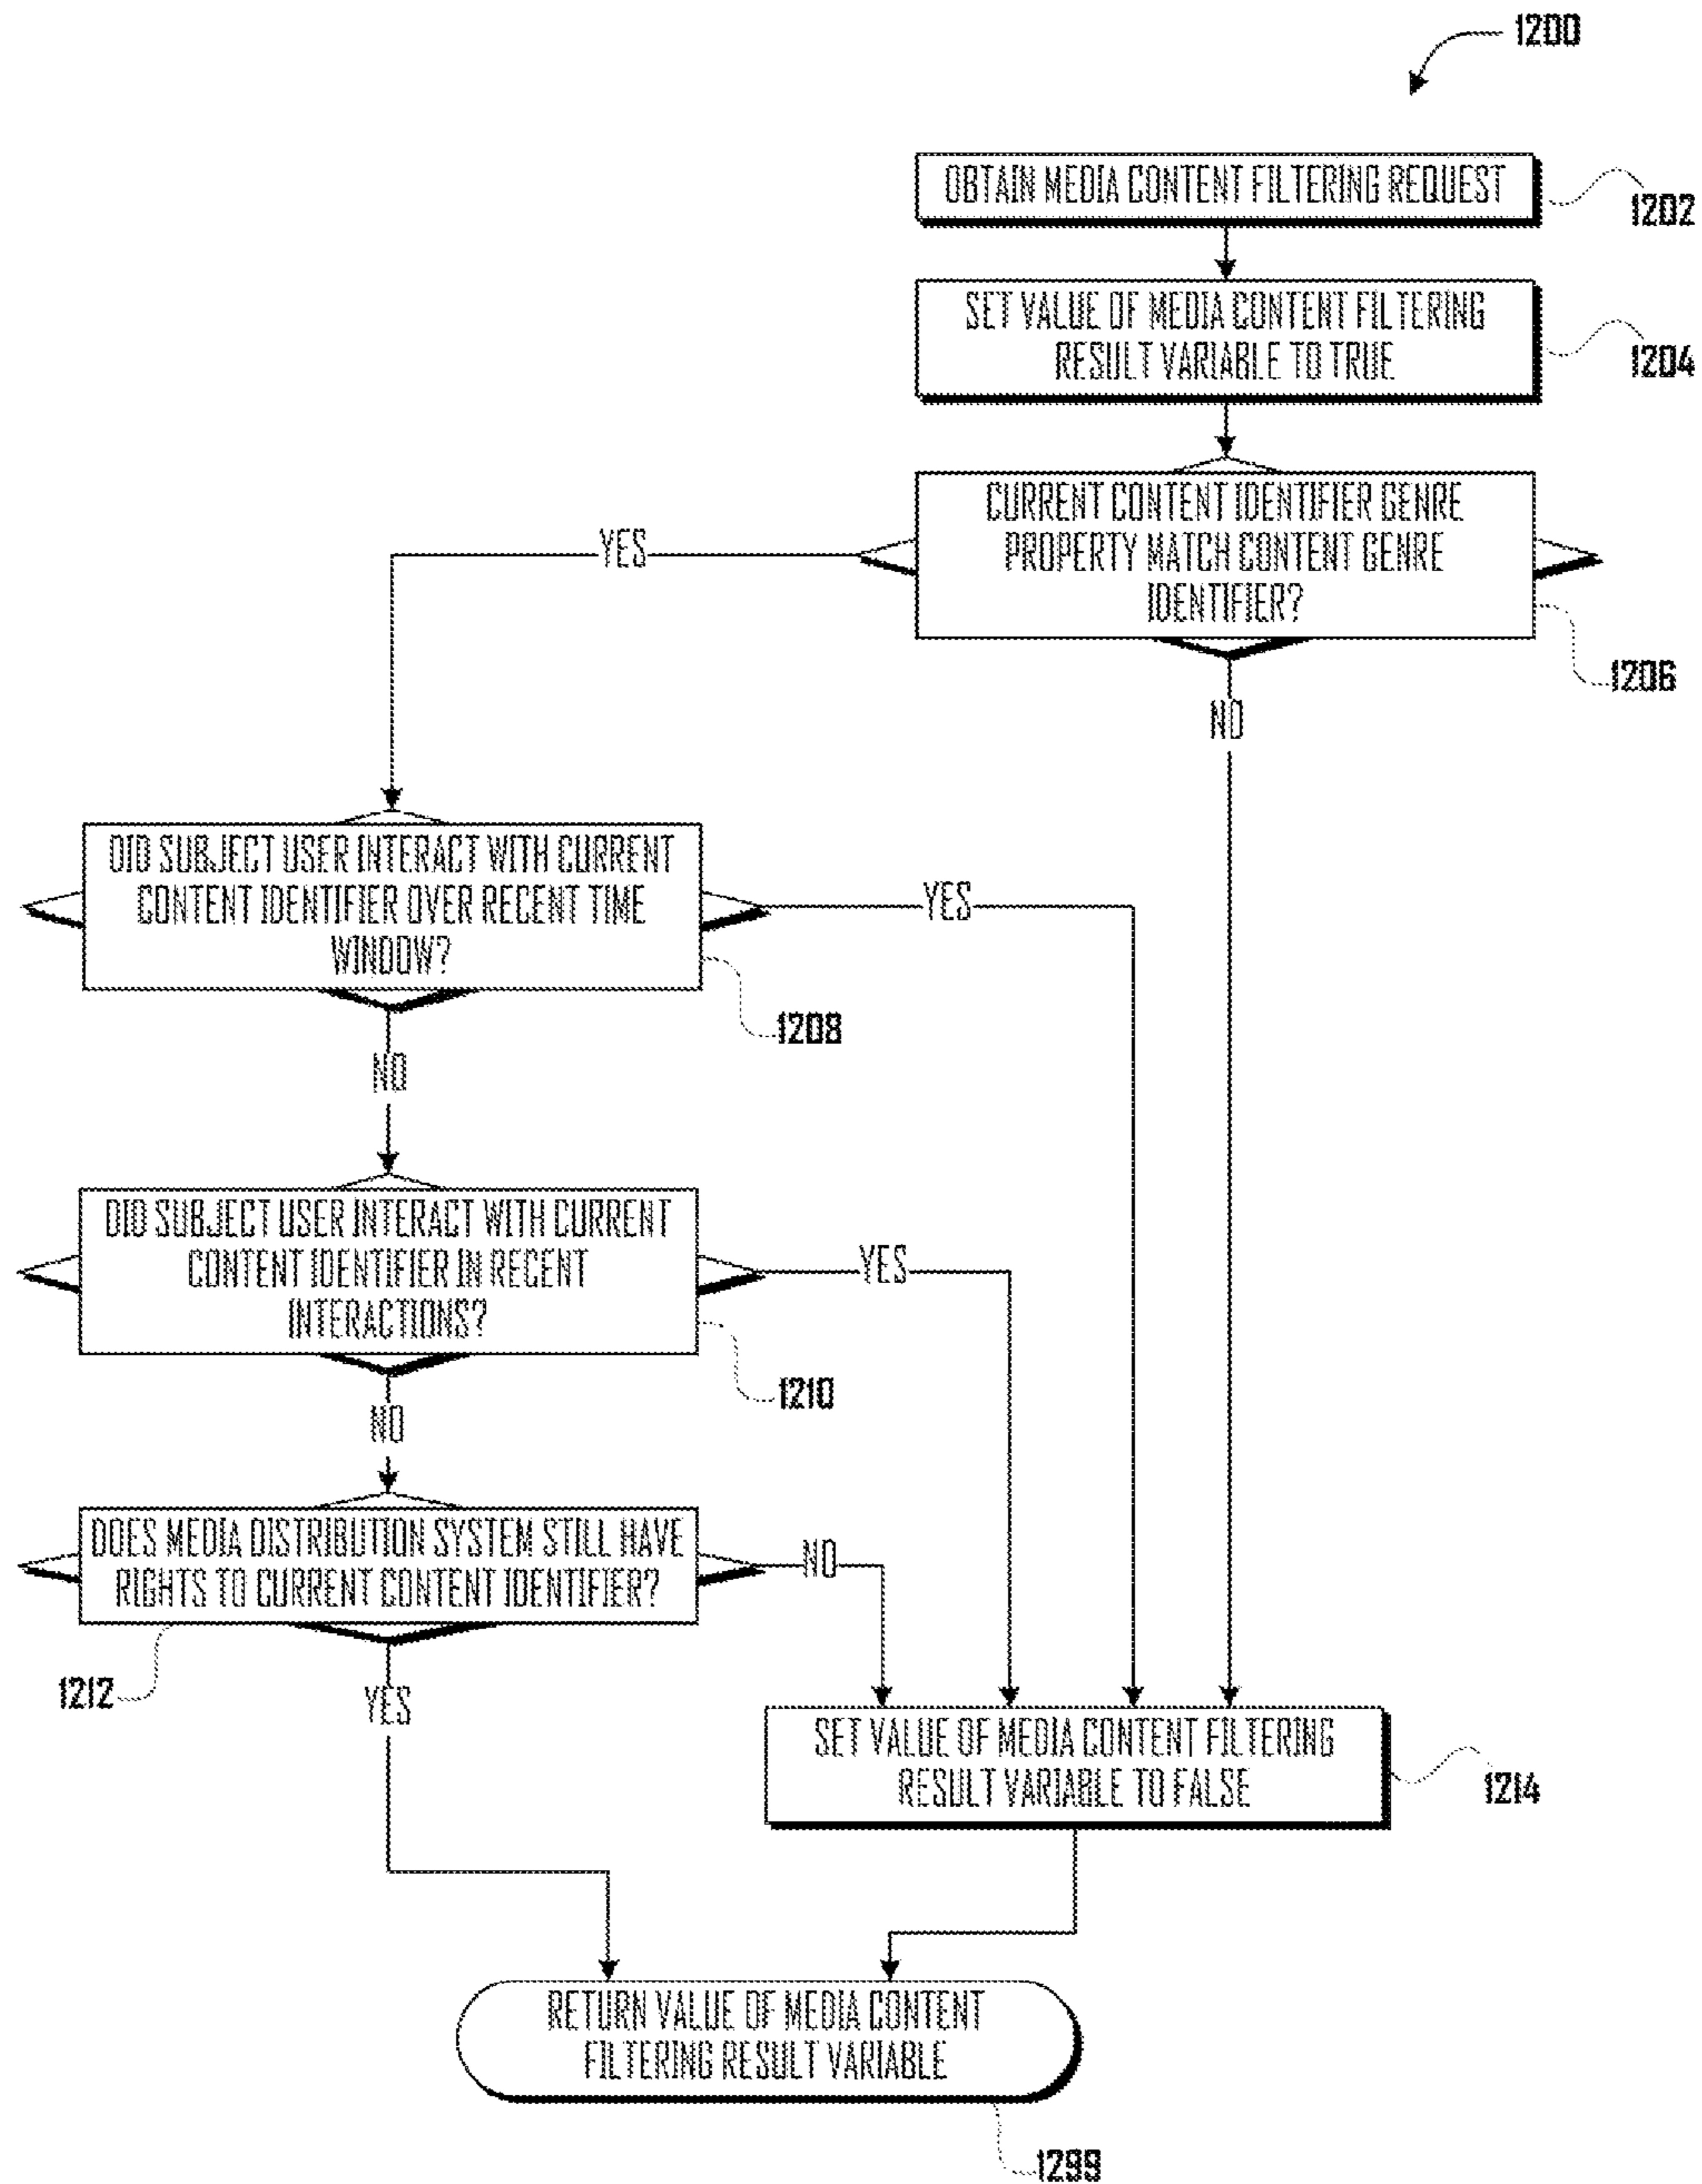 1200
OBTAIN MEDIA CONTENT FILTERING REQUEST
1202
SET VALUE OF MEDIA CONTENT FILTERING
RESULT VARIABLE TO TRUE
1204
CURRENT CONTENT IDENTIFIER GENRE
PROPERTY MATCH CONTENT GENRE
IDENTIFIER?
YES
1206
NO
DID SUBJECT USER INTERACT WITH CURRENT
CONTENT IDENTIFIER OVER RECENT TIME
WINDOW?
YES
1208
NO
DID SUBJECT USER INTERACT WITH CURRENT
CONTENT IDENTIFIER IN RECENT
INTERACTIONS?
YES
1210
NO
DOES MEDIA DISTRIBUTION SYSTEM STILL HAVE
RIGHTS TO CURRENT CONTENT IDENTIFIER?
NO
1212
YES
SET VALUE OF MEDIA CONTENT FILTERING
RESULT VARIABLE TO FALSE
1214
RETURN VALUE OF MEDIA CONTENT
FILTERING RESULT VARIABLE
1299